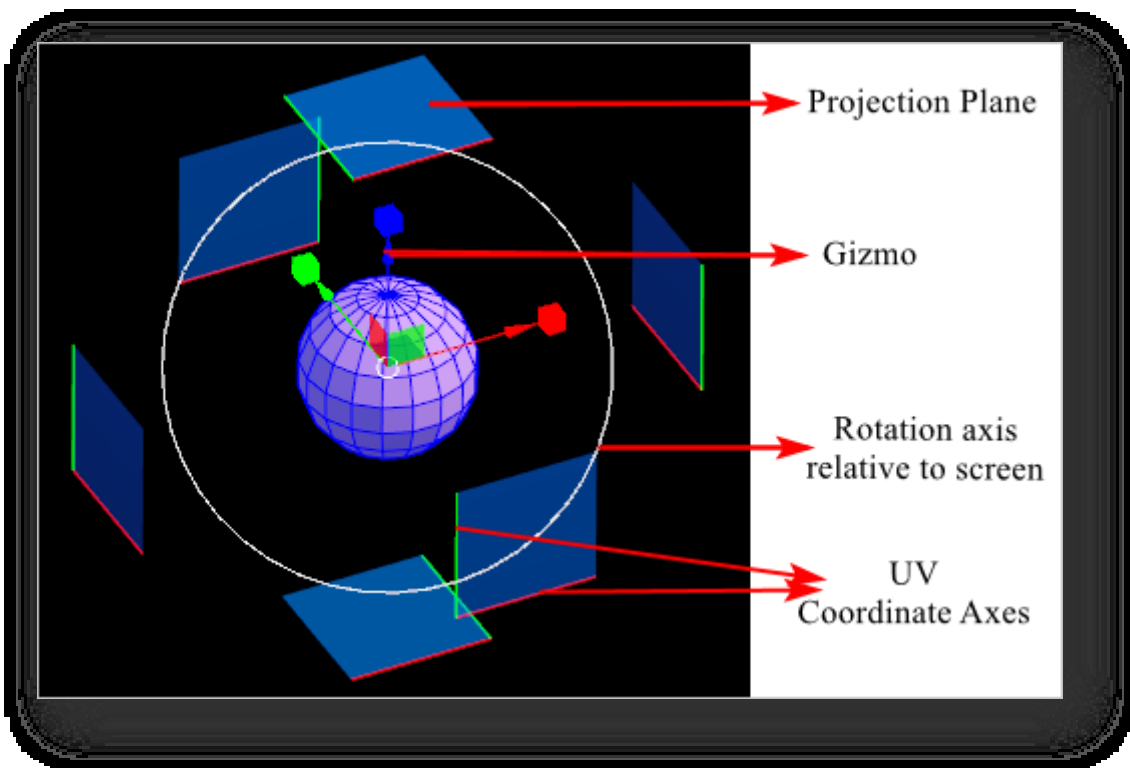 Projection Plane
Gizmo
Rotation axis
relative to screen
UV
Coordinate Axes